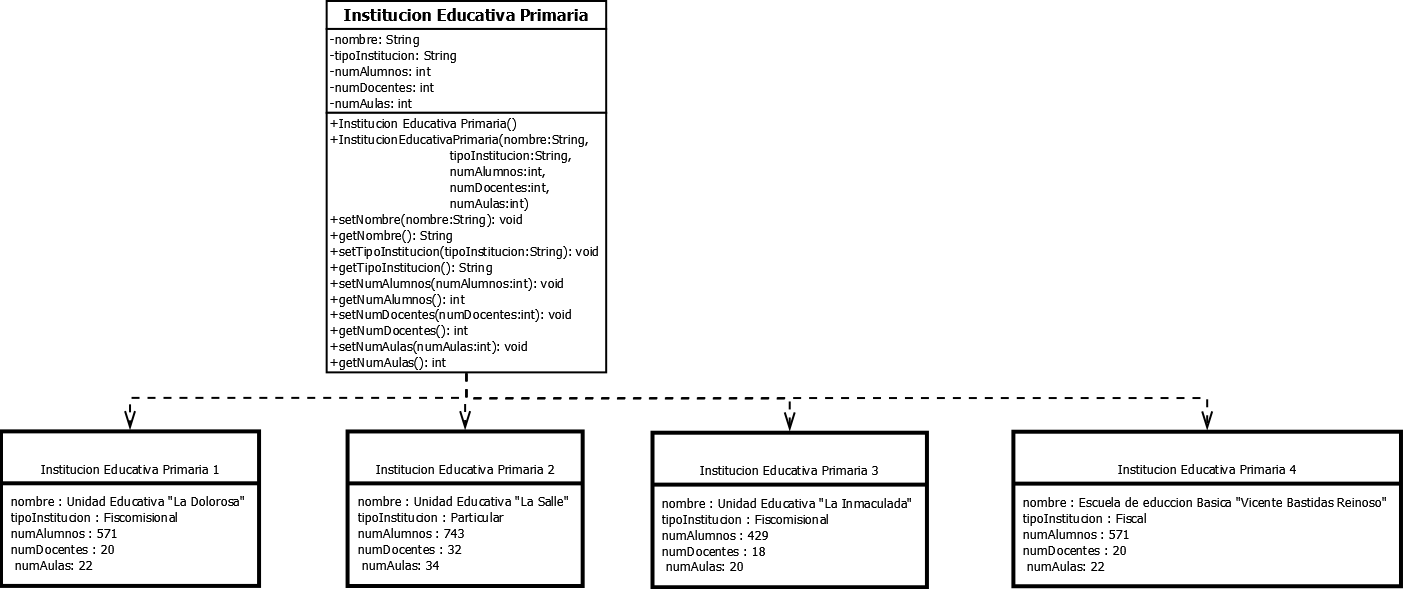 Institucion Educativa Primaria
-nombre: String
-tipoInstitucion: String
-numAlumnos: int
-numDocentes: int
-numAulas: int
+Institucion Educativa Primaria()
+InstitucionEducativaPrimaria(nombre:String,
tipoInstitucion:String,
numAlumnos:int,
numDocentes:int,
numAulas:int)
+setNombre(nombre:String): void
+getNombre(): String
+setTipoInstitucion(tipoInstitucion:String): void
+getTipoInstitucion(): String
+setNumAlumnos(numAlumnos:int): void
+getNumAlumnos(): int
+setNumDocentes(numDocentes:int): void
+getNumDocentes(): int
+setNumAulas(numAulas:int): void
+getNumAulas(): int
Institucion Educativa Primaria 1
nombre : Unidad Educativa "La Dolorosa"
tipoInstitucion : Fiscomisional
numAlumnos : 571
numDocentes : 20
numAulas: 22
Institucion Educativa Primaria 2
nombre : Unidad Educativa "La Salle"
tipoInstitucion : Particular
numAlumnos : 743
numDocentes : 32
numAulas: 34
Institucion Educativa Primaria 3
nombre : Unidad Educativa "La Inmaculada"
tipoInstitucion : Fiscomisional
numAlumnos : 429
numDocentes : 18
numAulas: 20
Institucion Educativa Primaria 4
nombre : Escuela de educcion Basica "Vicente Bastidas Reinoso"
tipoInstitucion : Fiscal
numAlumnos : 571
numDocentes : 20
numAulas: 22